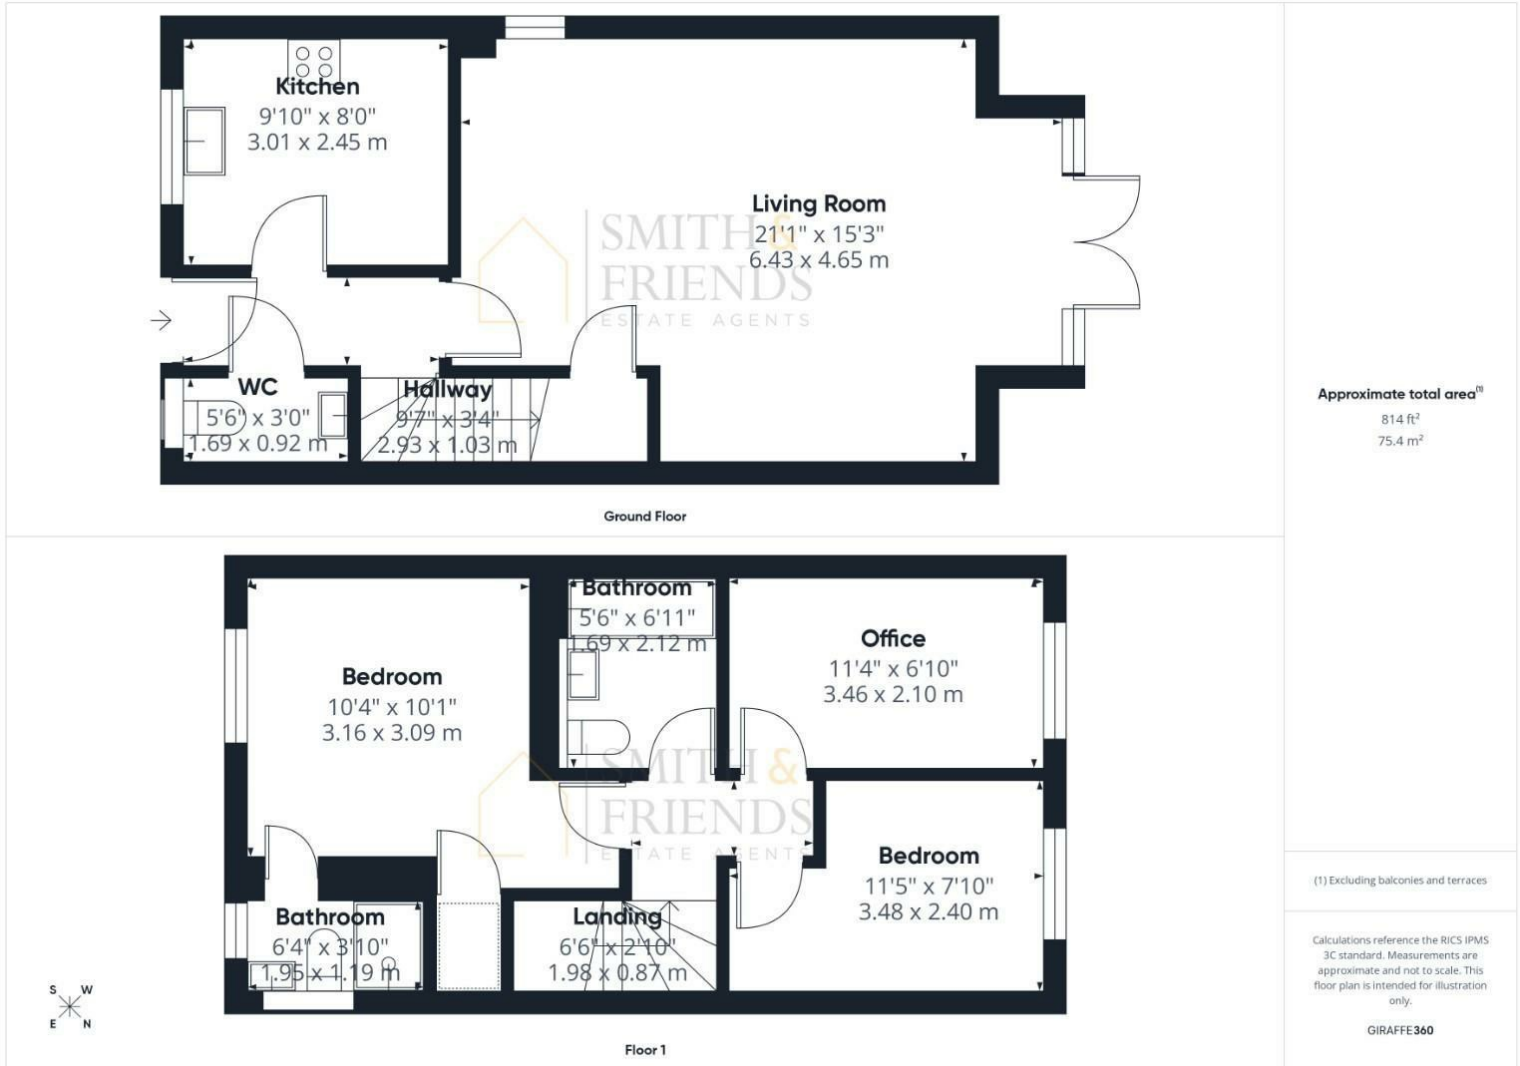 Kitchen
9'10" x 8'0"
3.01 x 2.45 m
Living Room
21'1" x 15'3"
6.43 x 4.65 m
SMITH &
FRIENDS
ESTATE AGENTS
WC
5'6" x 3'0"
1.69 x 0.92 m
Hallway
9'7" x 3'4"
2.93 x 1.03 m
Ground Floor
Approximate total area(1)
814 ft²
75.4 m²
Bedroom
10'4" x 10'1"
3.16 x 3.09 m
Bathroom
5'6" x 6'11"
1.69 x 2.12 m
Office
11'4" x 6'10"
3.46 x 2.10 m
SMITH &
FRIENDS
ESTATE AGENTS
Bedroom
11'5" x 7'10"
3.48 x 2.40 m
Bathroom
6'4" x 3'10"
1.95 x 1.19 m
Landing
6'6" x 2'10"
1.98 x 0.87 m
S W
E N
Floor 1
(1) Excluding balconies and terraces
Calculations reference the RICS IPMS
3C standard. Measurements are
approximate and not to scale. This
floor plan is intended for illustration
only.
GIRAFFE360